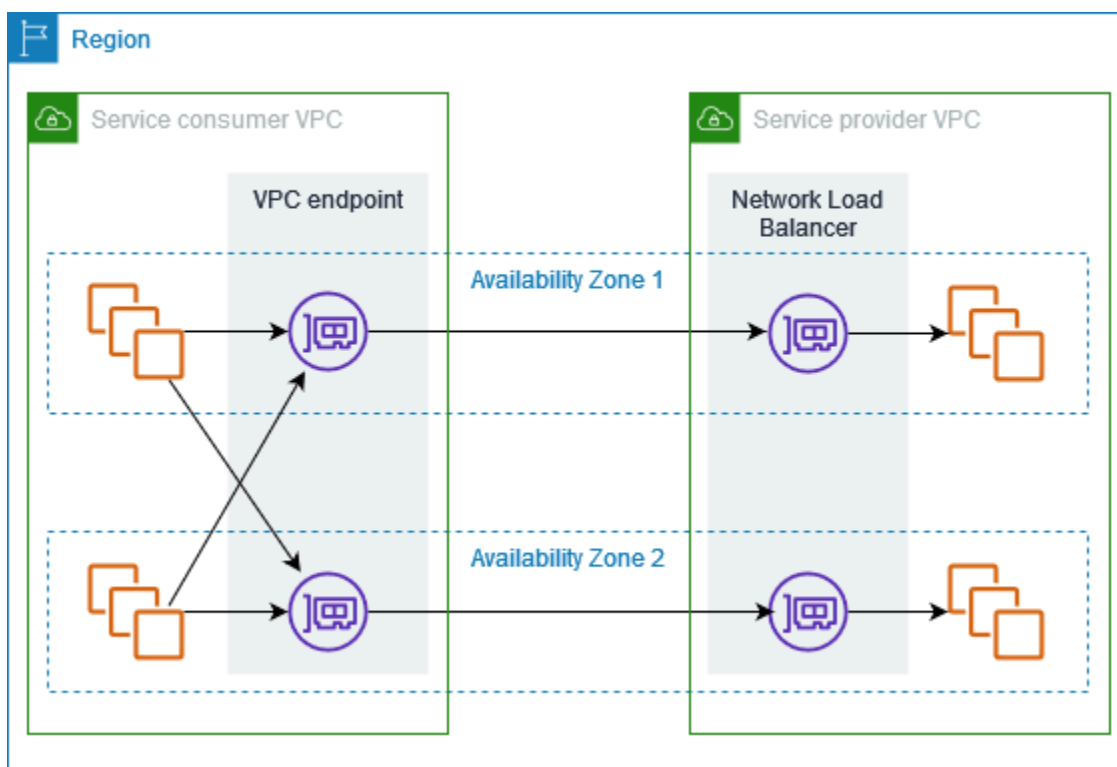 Region
Service consumer VPC
Service provider VPC
VPC endpoint
Network Load
Balancer
Availability Zone 1
Availability Zone 2